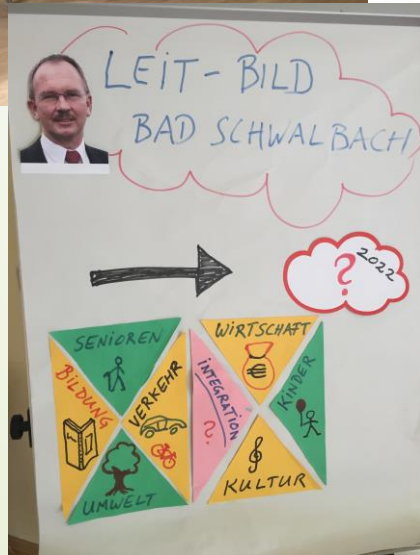 LEIT-BILD
BAD SCHWALBACH
?
2022
SENIOREN
BILDUNG
VERKEHR
UMWELT
INTEGRATION
?
WIRTSCHAFT
€
KINDER
KULTUR